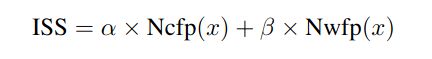 ISS = α × Ncfp(x) + β × Nwfp(x)